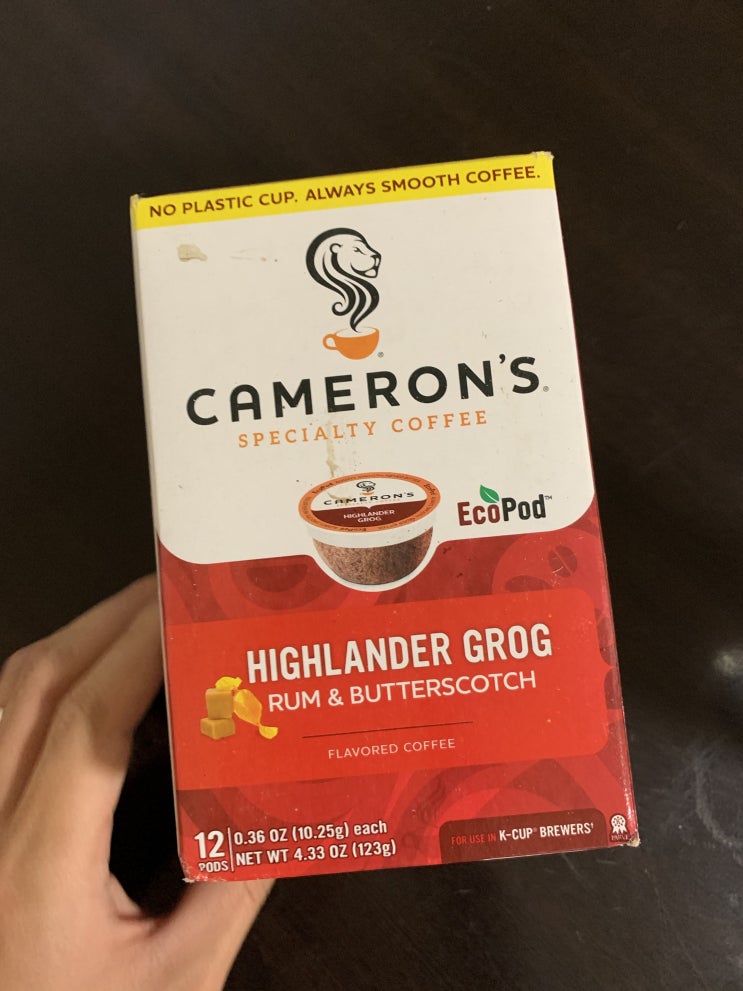 NO PLASTIC CUP. ALWAYS SMOOTH COFFEE.
CAMERON'S®
SPECIALTY COFFEE
CAMERON'S
HIGHLANDER
GROG
EcoPod™
HIGHLANDER GROG
RUM & BUTTERSCOTCH
FLAVORED COFFEE
12 PODS
0.36 OZ (10.25g) each
NET WT 4.33 OZ (123g)
FOR USE IN K-CUP® BREWERS†